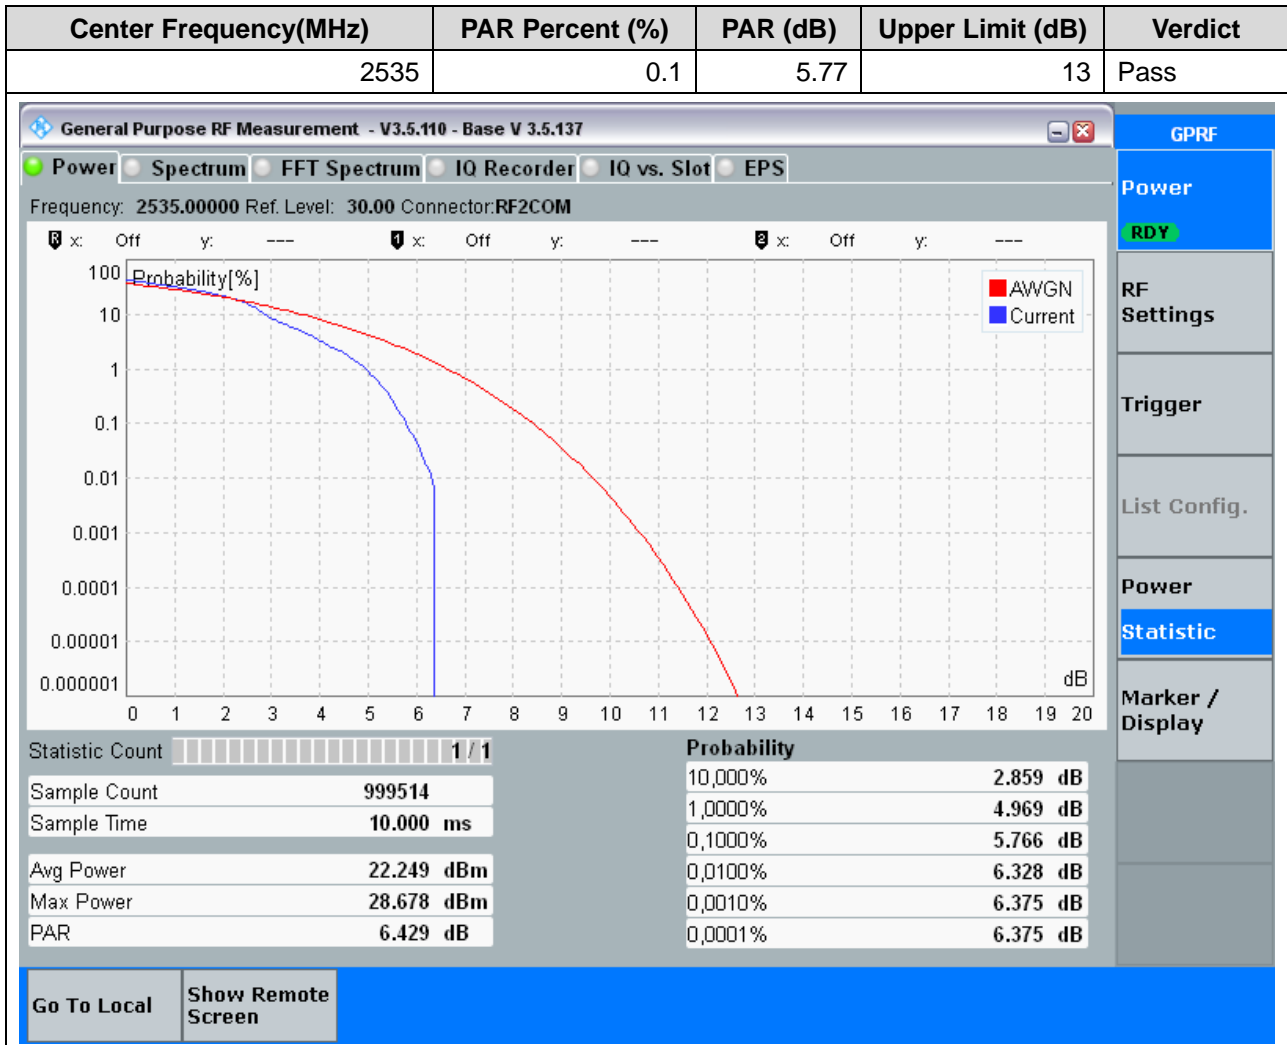 Center Frequency(MHz) PAR Percent (%) PAR (dB) Upper Limit (dB) Verdict
2535 0.1 5.77 13 Pass
General Purpose RF Measurement - V3.5.110 - Base V 3.5.137
GPRF
Power Spectrum FFT Spectrum IQ Recorder IQ vs. Slot EPS
Power
RDY
Frequency: 2535.00000 Ref. Level: 30.00 Connector:RF2COM
R x: Off y: --- 1 x: Off y: --- 2 x: Off y: ---
Probability[%]
AWGN
Current
100
10
1
0.1
0.01
0.001
0.0001
0.00001
0.000001
dB
0 1 2 3 4 5 6 7 8 9 10 11 12 13 14 15 16 17 18 19 20
RF
Settings
Trigger
List Config.
Power
Statistic
Marker /
Display
Statistic Count 1 / 1
Sample Count 999514
Sample Time 10.000 ms
Avg Power 22.249 dBm
Max Power 28.678 dBm
PAR 6.429 dB
Probability
10,000% 2.859 dB
1,0000% 4.969 dB
0,1000% 5.766 dB
0,0100% 6.328 dB
0,0010% 6.375 dB
0,0001% 6.375 dB
Go To Local
Show Remote
Screen